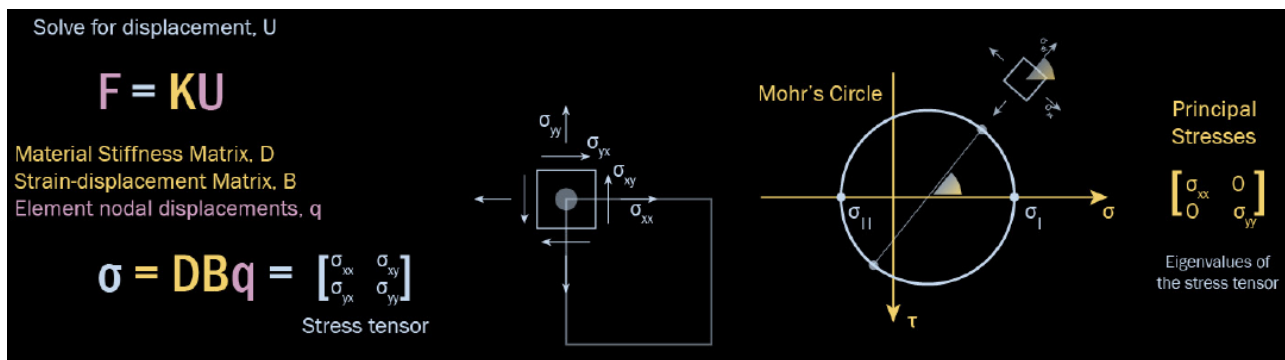 Solve for displacement, U
F = KU
Material Stiffness Matrix, D
Strain-displacement Matrix, B
Element nodal displacements, q
σ = DBq = [σxx σxy
σyx σyy]
Stress tensor
σyy
σyx
σxy
σxx
Mohr's Circle
σII
σI
σ
τ
Principal
Stresses
[σxx 0
0 σyy]
Eigenvalues of
the stress tensor